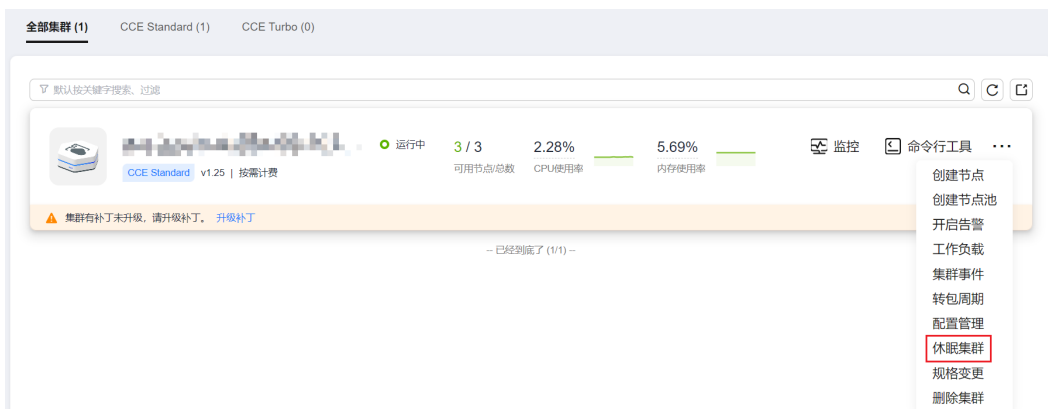 全部集群 (1) CCE Standard (1) CCE Turbo (0)
默认按关键字搜索、过滤
运行中 3 / 3 2.28% 5.69% 监控 命令行工具 ···
可用节点/总数 CPU使用率 内存使用率
CCE Standard v1.25 | 按需计费
集群有补丁未升级，请升级补丁。 升级补丁
-- 已经到底了 (1/1) --
创建节点
创建节点池
开启告警
工作负载
集群事件
转包周期
配置管理
休眠集群
规格变更
删除集群